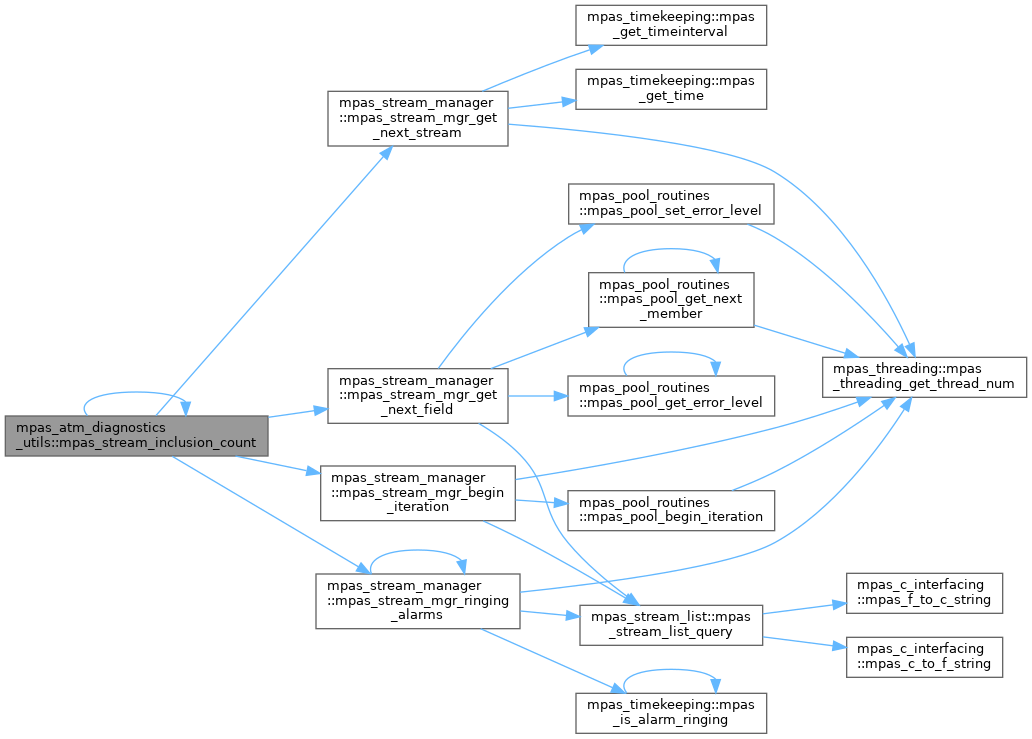 mpas_timekeeping::mpas
_get_timeinterval
mpas_timekeeping::mpas
_get_time
mpas_stream_manager
::mpas_stream_mgr_get
_next_stream
mpas_pool_routines
::mpas_pool_set_error_level
mpas_pool_routines
::mpas_pool_get_next
_member
mpas_threading::mpas
_threading_get_thread_num
mpas_stream_manager
::mpas_stream_mgr_get
_next_field
mpas_pool_routines
::mpas_pool_get_error_level
mpas_atm_diagnostics
_utils::mpas_stream_inclusion_count
mpas_stream_manager
::mpas_stream_mgr_begin
_iteration
mpas_pool_routines
::mpas_pool_begin_iteration
mpas_stream_manager
::mpas_stream_mgr_ringing
_alarms
mpas_stream_list::mpas
_stream_list_query
mpas_c_interfacing
::mpas_f_to_c_string
mpas_c_interfacing
::mpas_c_to_f_string
mpas_timekeeping::mpas
_is_alarm_ringing